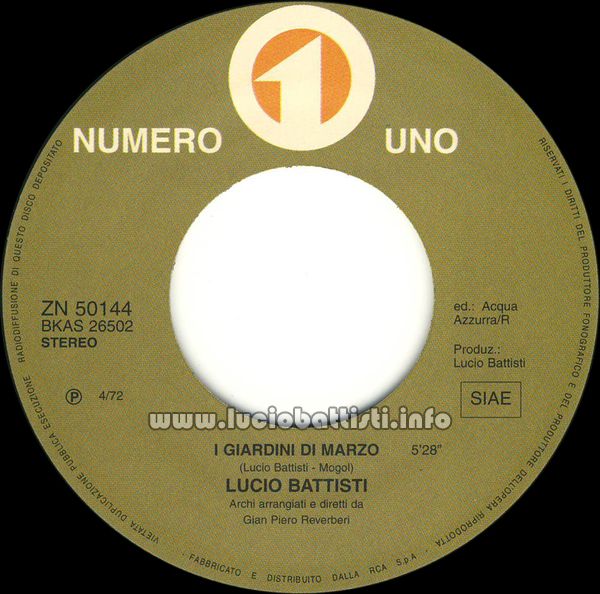 1
NUMERO UNO
ZN 50144
BKAS 26502
STEREO
ed.: Acqua
Azzurra/R
Produz.:
Lucio Battisti
Ⓟ 4/72
SIAE
www.luciobattisti.info
I GIARDINI DI MARZO 5'28"
(Lucio Battisti - Mogol)
LUCIO BATTISTI
Archi arrangiati e diretti da
Gian Piero Reverberi
VIETATA DUPLICAZIONE PUBBLICA ESECUZIONE RADIODIFFUSIONE DI QUESTO DISCO DEPOSITATO
RISERVATI I DIRITTI DEL PRODUTTORE FONOGRAFICO E DEL PRODUTTORE DELL'OPERA RIPRODOTTA
· FABBRICATO E DISTRIBUITO DALLA RCA S.p.A ·